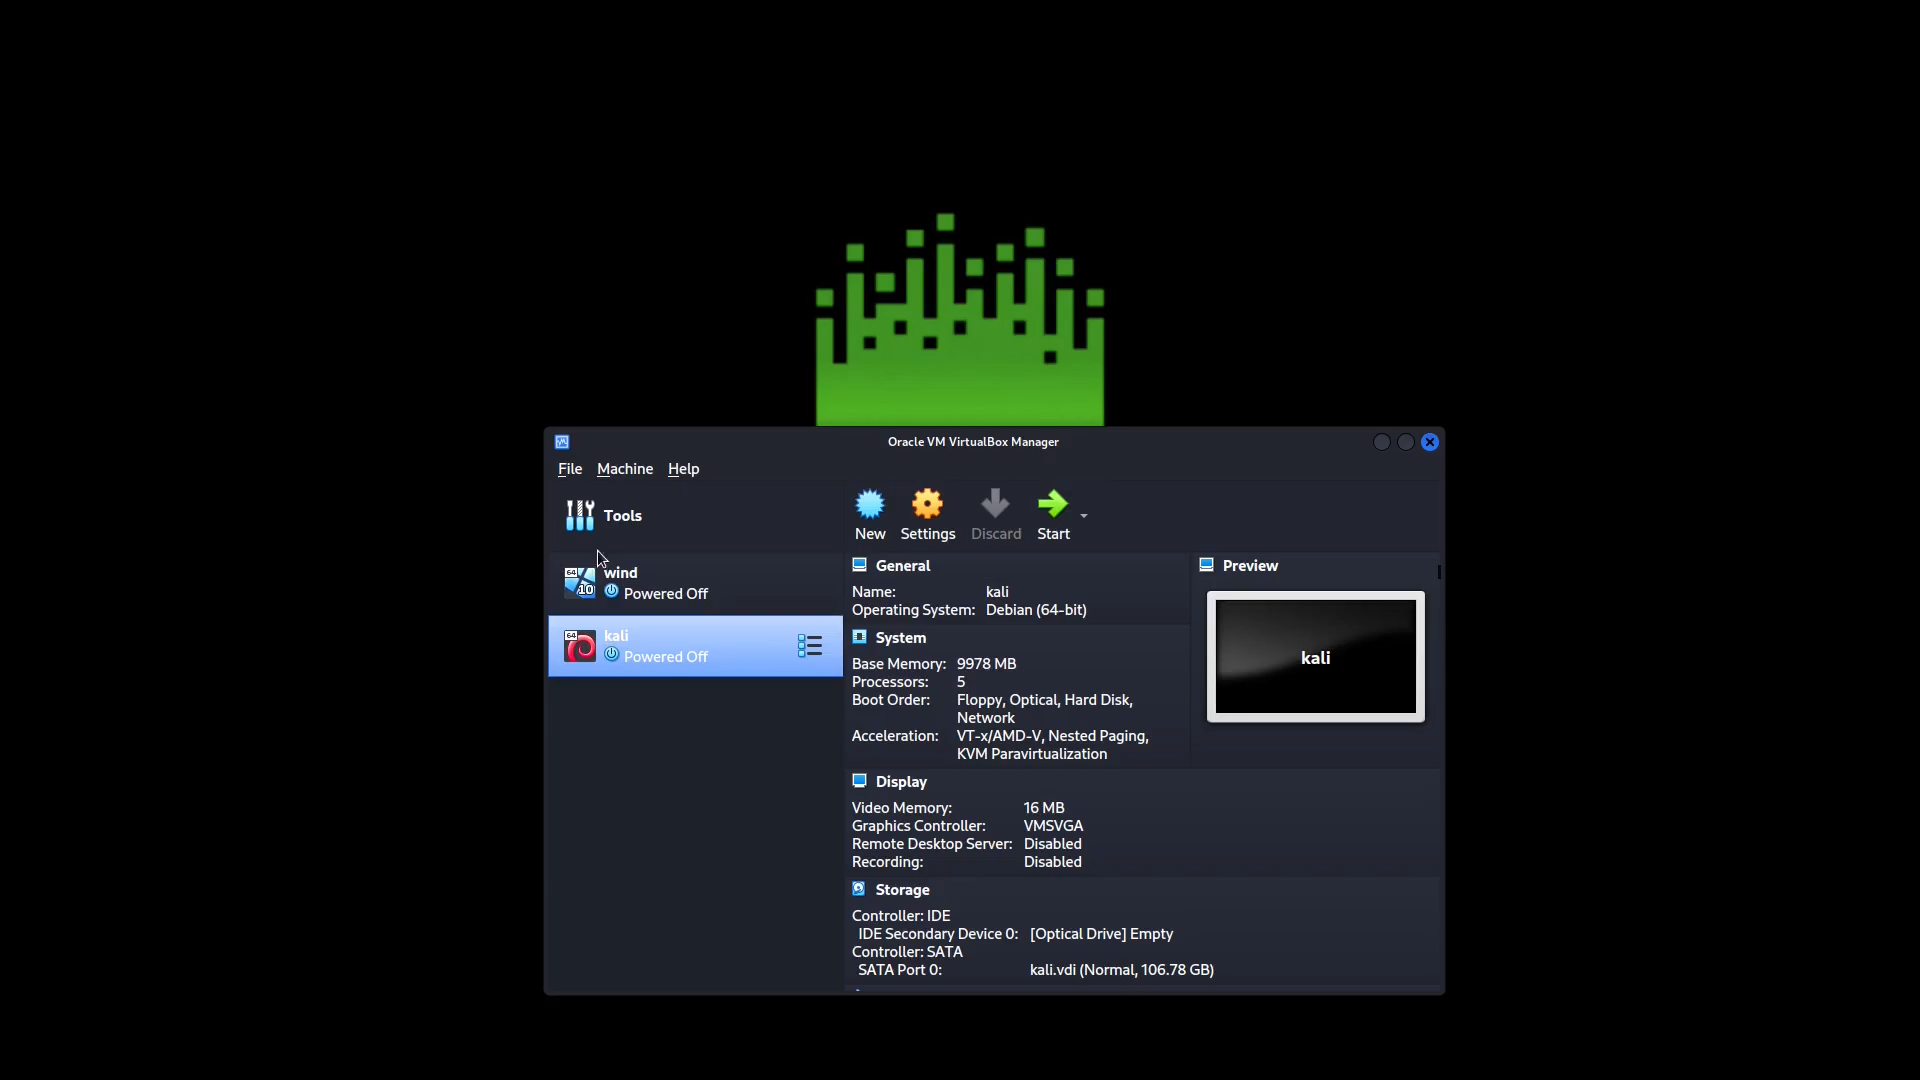 Oracle VM VirtualBox Manager
File Machine Help
Tools
New Settings Discard Start
64 10 wind
Powered Off
64 kali
Powered Off
General
Name: kali
Operating System: Debian (64-bit)
System
Base Memory: 9978 MB
Processors: 5
Boot Order: Floppy, Optical, Hard Disk,
Network
Acceleration: VT-x/AMD-V, Nested Paging,
KVM Paravirtualization
Preview
kali
Display
Video Memory: 16 MB
Graphics Controller: VMSVGA
Remote Desktop Server: Disabled
Recording: Disabled
Storage
Controller: IDE
IDE Secondary Device 0: [Optical Drive] Empty
Controller: SATA
SATA Port 0: kali.vdi (Normal, 106.78 GB)